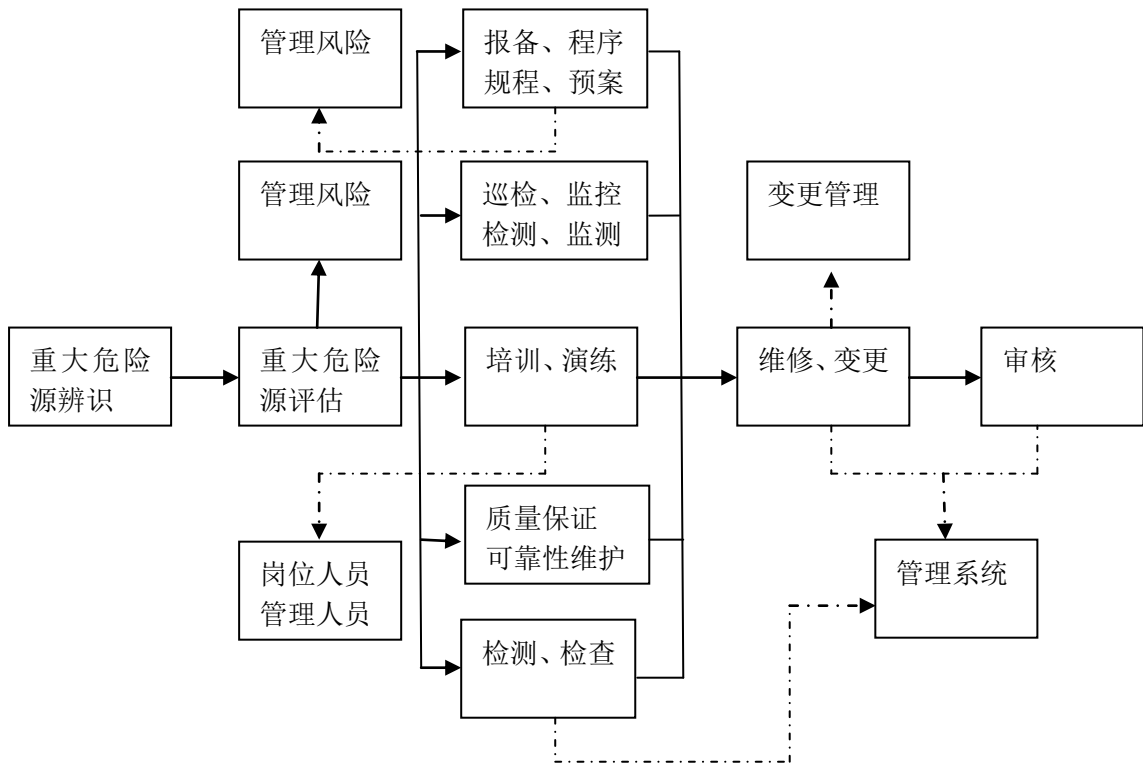 管理风险
报备、程序
规程、预案
管理风险
巡检、监控
检测、监测
变更管理
重大危险
源辨识
重大危险
源评估
培训、演练
维修、变更
审核
岗位人员
管理人员
质量保证
可靠性维护
管理系统
检测、检查